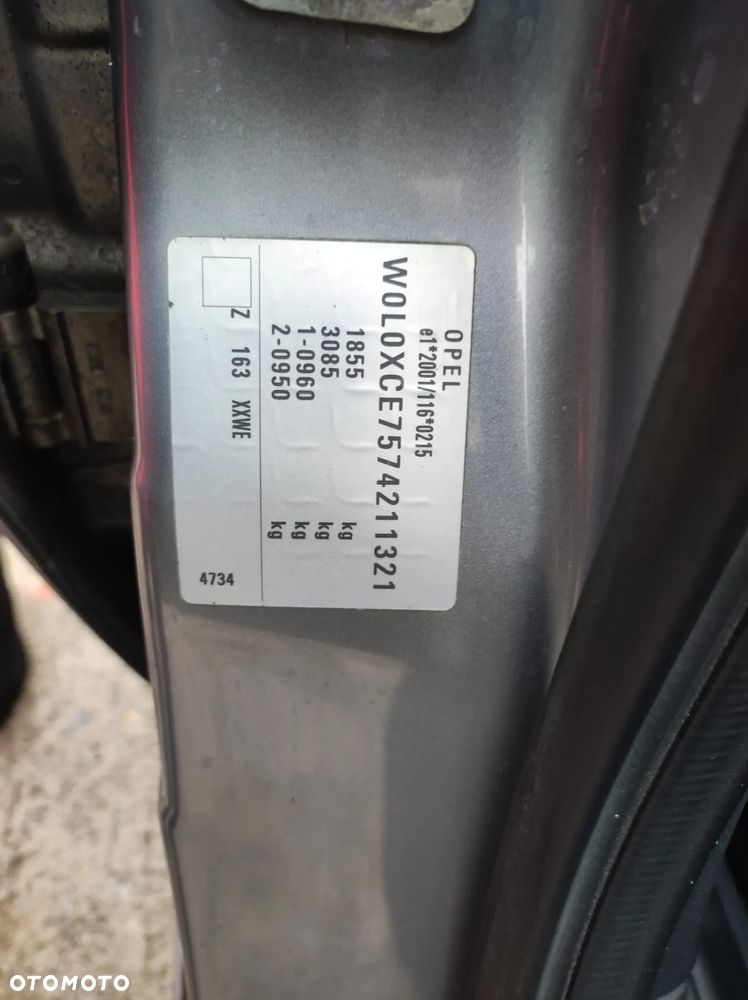 OPEL
e1*2001/116*0215
W0L0XCE7574211321
1855 kg
3085 kg
1-0960 kg
2-0950 kg
Z 163 XXWE
4734
OTOMOTO